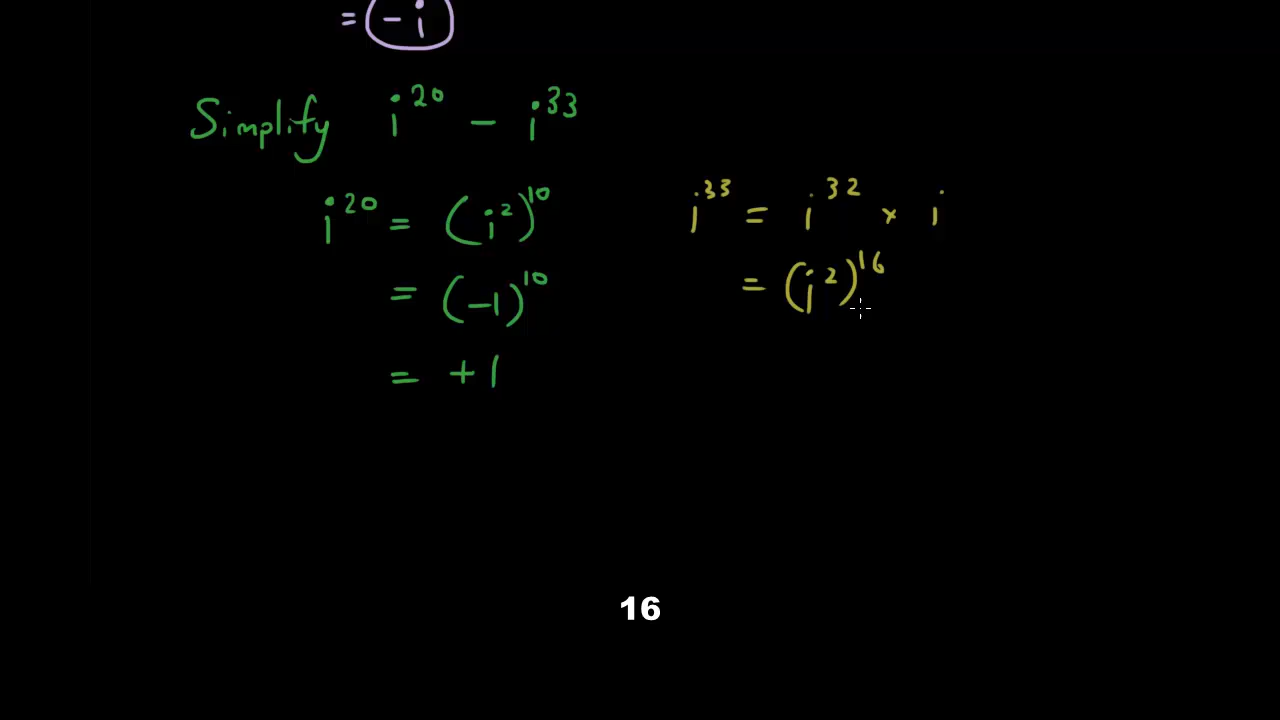 = -i
Simplify i^20 - i^33
i^20 = (i^2)^10
= (-1)^10
= +1
i^33 = i^32 × i
= (i^2)^16
16